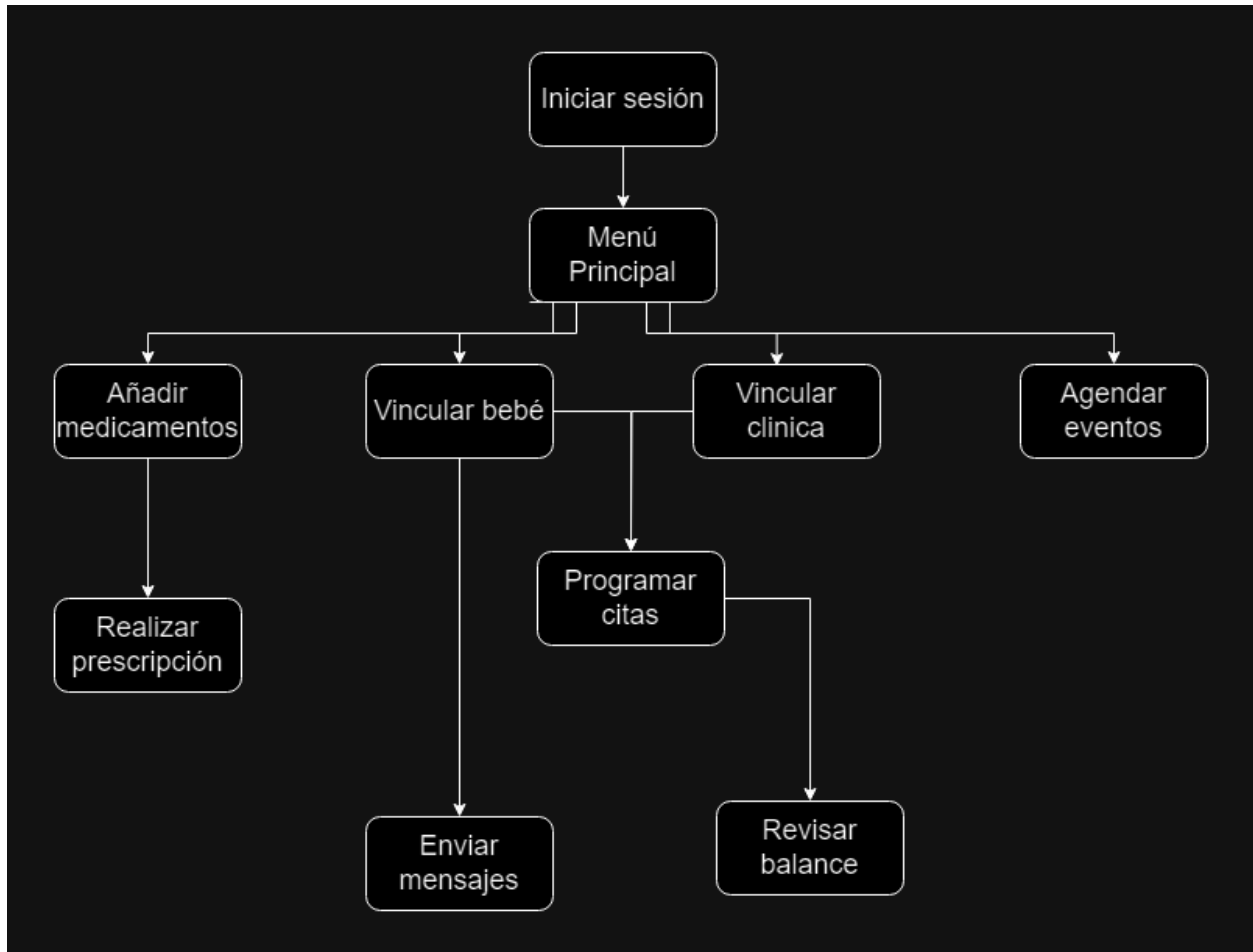 Iniciar sesión
Menú
Principal
Añadir
medicamentos
Vincular bebé
Vincular
clinica
Agendar
eventos
Programar
citas
Realizar
prescripción
Enviar
mensajes
Revisar
balance